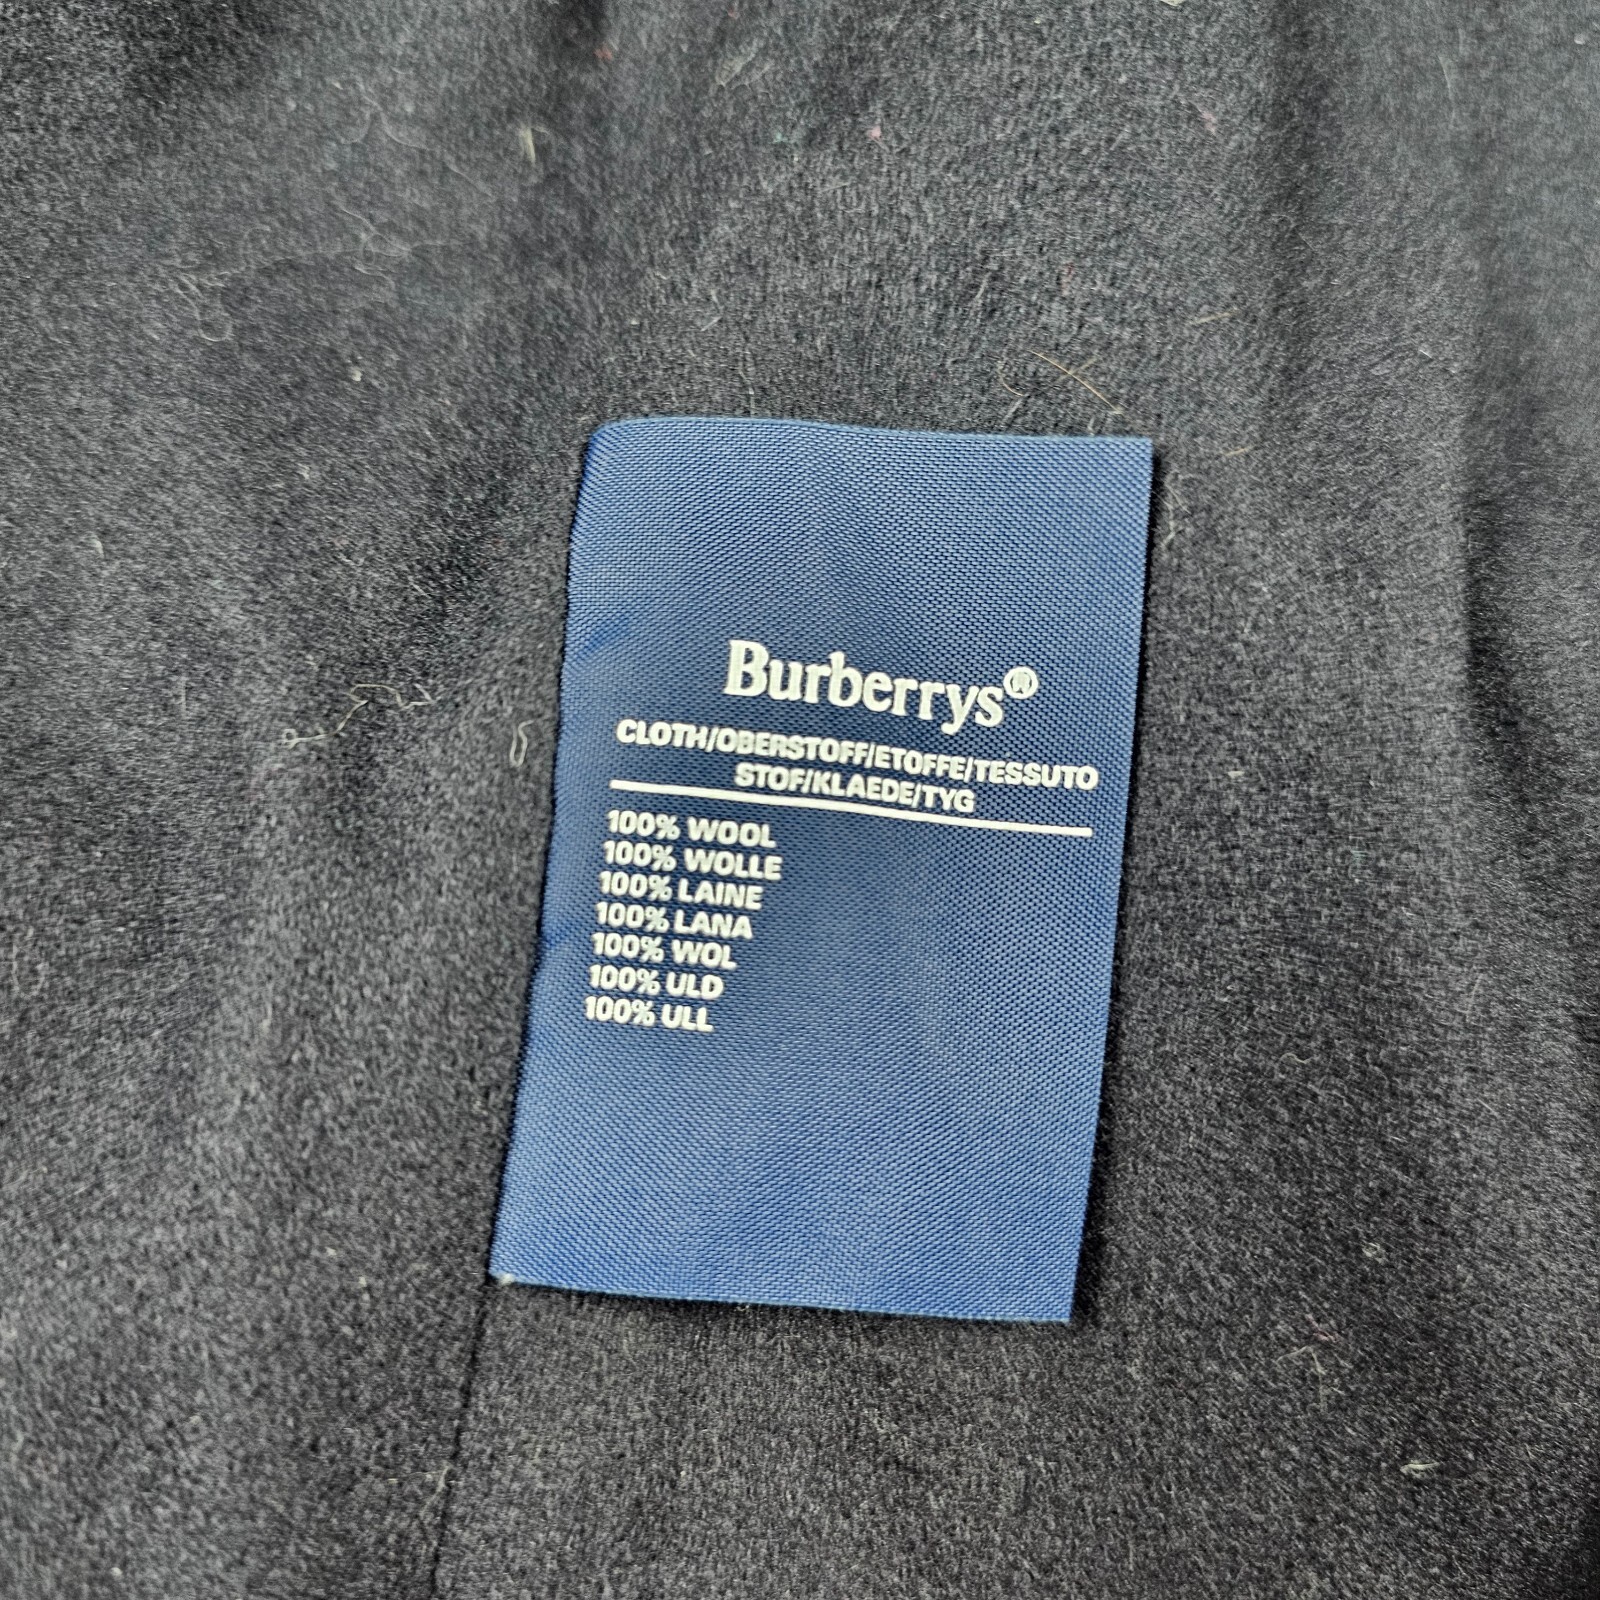 Burberrys®
CLOTH/OBERSTOFF/ETOFFE/TESSUTO
STOF/KLAEDE/TYG
100% WOOL
100% WOLLE
100% LAINE
100% LANA
100% WOL
100% ULD
100% ULL